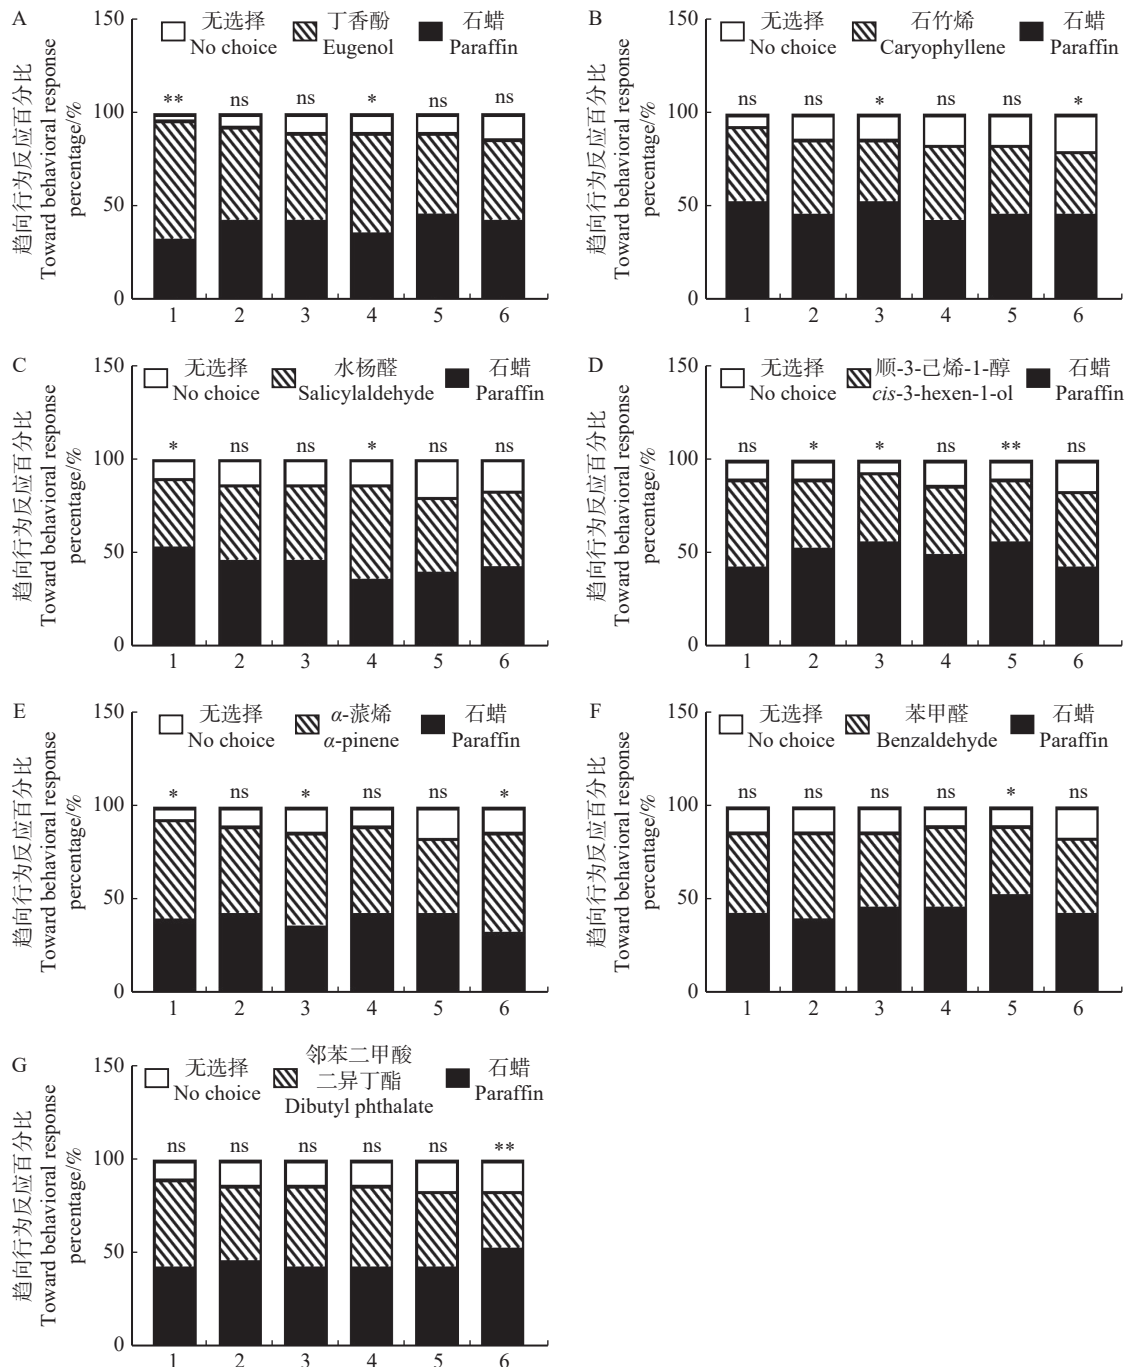 A
150
100
50
0
趋向行为反应百分比
Toward behavioral response
percentage/%
无选择
No choice
丁香酚
Eugenol
石蜡
Paraffin
** ns ns * ns ns
1 2 3 4 5 6
B
150
100
50
0
趋向行为反应百分比
Toward behavioral response
percentage/%
无选择
No choice
石竹烯
Caryophyllene
石蜡
Paraffin
ns ns * ns ns *
1 2 3 4 5 6
C
150
100
50
0
趋向行为反应百分比
Toward behavioral response
percentage/%
无选择
No choice
水杨醛
Salicylaldehyde
石蜡
Paraffin
* ns ns * ns ns
1 2 3 4 5 6
D
150
100
50
0
趋向行为反应百分比
Toward behavioral response
percentage/%
无选择
No choice
顺-3-己烯-1-醇
cis-3-hexen-1-ol
石蜡
Paraffin
ns * * ns ** ns
1 2 3 4 5 6
E
150
100
50
0
趋向行为反应百分比
Toward behavioral response
percentage/%
无选择
No choice
α-蒎烯
α-pinene
石蜡
Paraffin
* ns * ns ns *
1 2 3 4 5 6
F
150
100
50
0
趋向行为反应百分比
Toward behavioral response
percentage/%
无选择
No choice
苯甲醛
Benzaldehyde
石蜡
Paraffin
ns ns ns ns * ns
1 2 3 4 5 6
G
150
100
50
0
趋向行为反应百分比
Toward behavioral response
percentage/%
无选择
No choice
邻苯二甲酸
二异丁酯
Dibutyl phthalate
石蜡
Paraffin
ns ns ns ns ns **
1 2 3 4 5 6